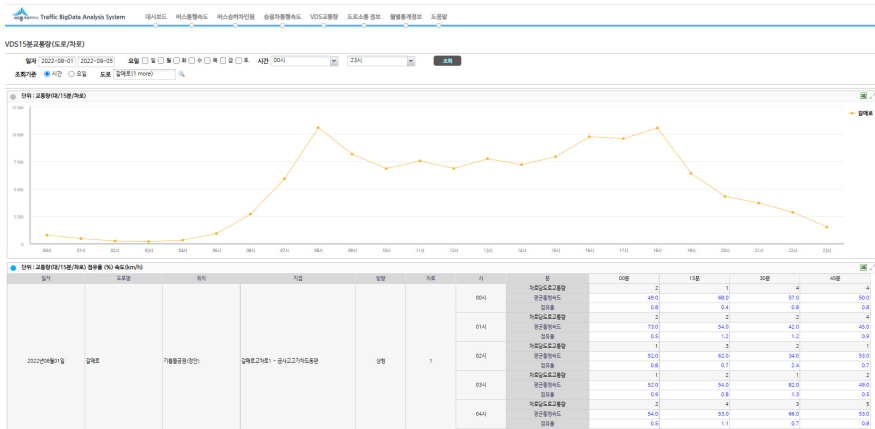 Traffic BigData Analysis System
대시보드 버스통행속도 버스승하차인원 승용차통행속도 VDS교통량 도로소통 정보 월별통계정보 도움말
VDS15분교통량(도로/차로)
일자 2022-08-01 2022-09-05 요일 일 월 화 수 목 금 토 시간 00시 23시 조회
조회기준 시간 요일 도로 갈매로(1 more)
단위 : 교통량(대/15분/차로)
갈매로
10 000
7 500
5 000
2 500
0
00시 01시 02시 03시 04시 05시 06시 07시 08시 09시 10시 11시 12시 13시 14시 15시 16시 17시 18시 19시 20시 21시 22시 23시
단위 : 교통량(대/15분/차로) 점유율 (%) 속도(km/h)
일자 도로명 위치 지점 방향 차로 시 분 00분 15분 30분 45분
차로당도로교통량 2 1 4 4
00시 평균통행속도 49.0 68.0 57.0 50.0
점유율 0.8 0.4 0.8 0.8
차로당도로교통량 2 2 2 4
01시 평균통행속도 73.0 54.0 42.0 45.0
점유율 0.5 1.2 1.2 0.9
차로당도로교통량 1 3 2 1
2022년08월01일 갈매로 상행 1 02시 평균통행속도 52.0 62.0 34.0 53.0
점유율 0.8 0.7 2.4 0.7
차로당도로교통량 1 2 1 2
03시 평균통행속도 52.0 54.0 82.0 49.0
점유율 0.9 0.8 1.3 0.5
차로당도로교통량 2 4 3 5
04시 평균통행속도 54.0 53.0 66.0 53.0
점유율 0.5 1.1 0.7 0.8